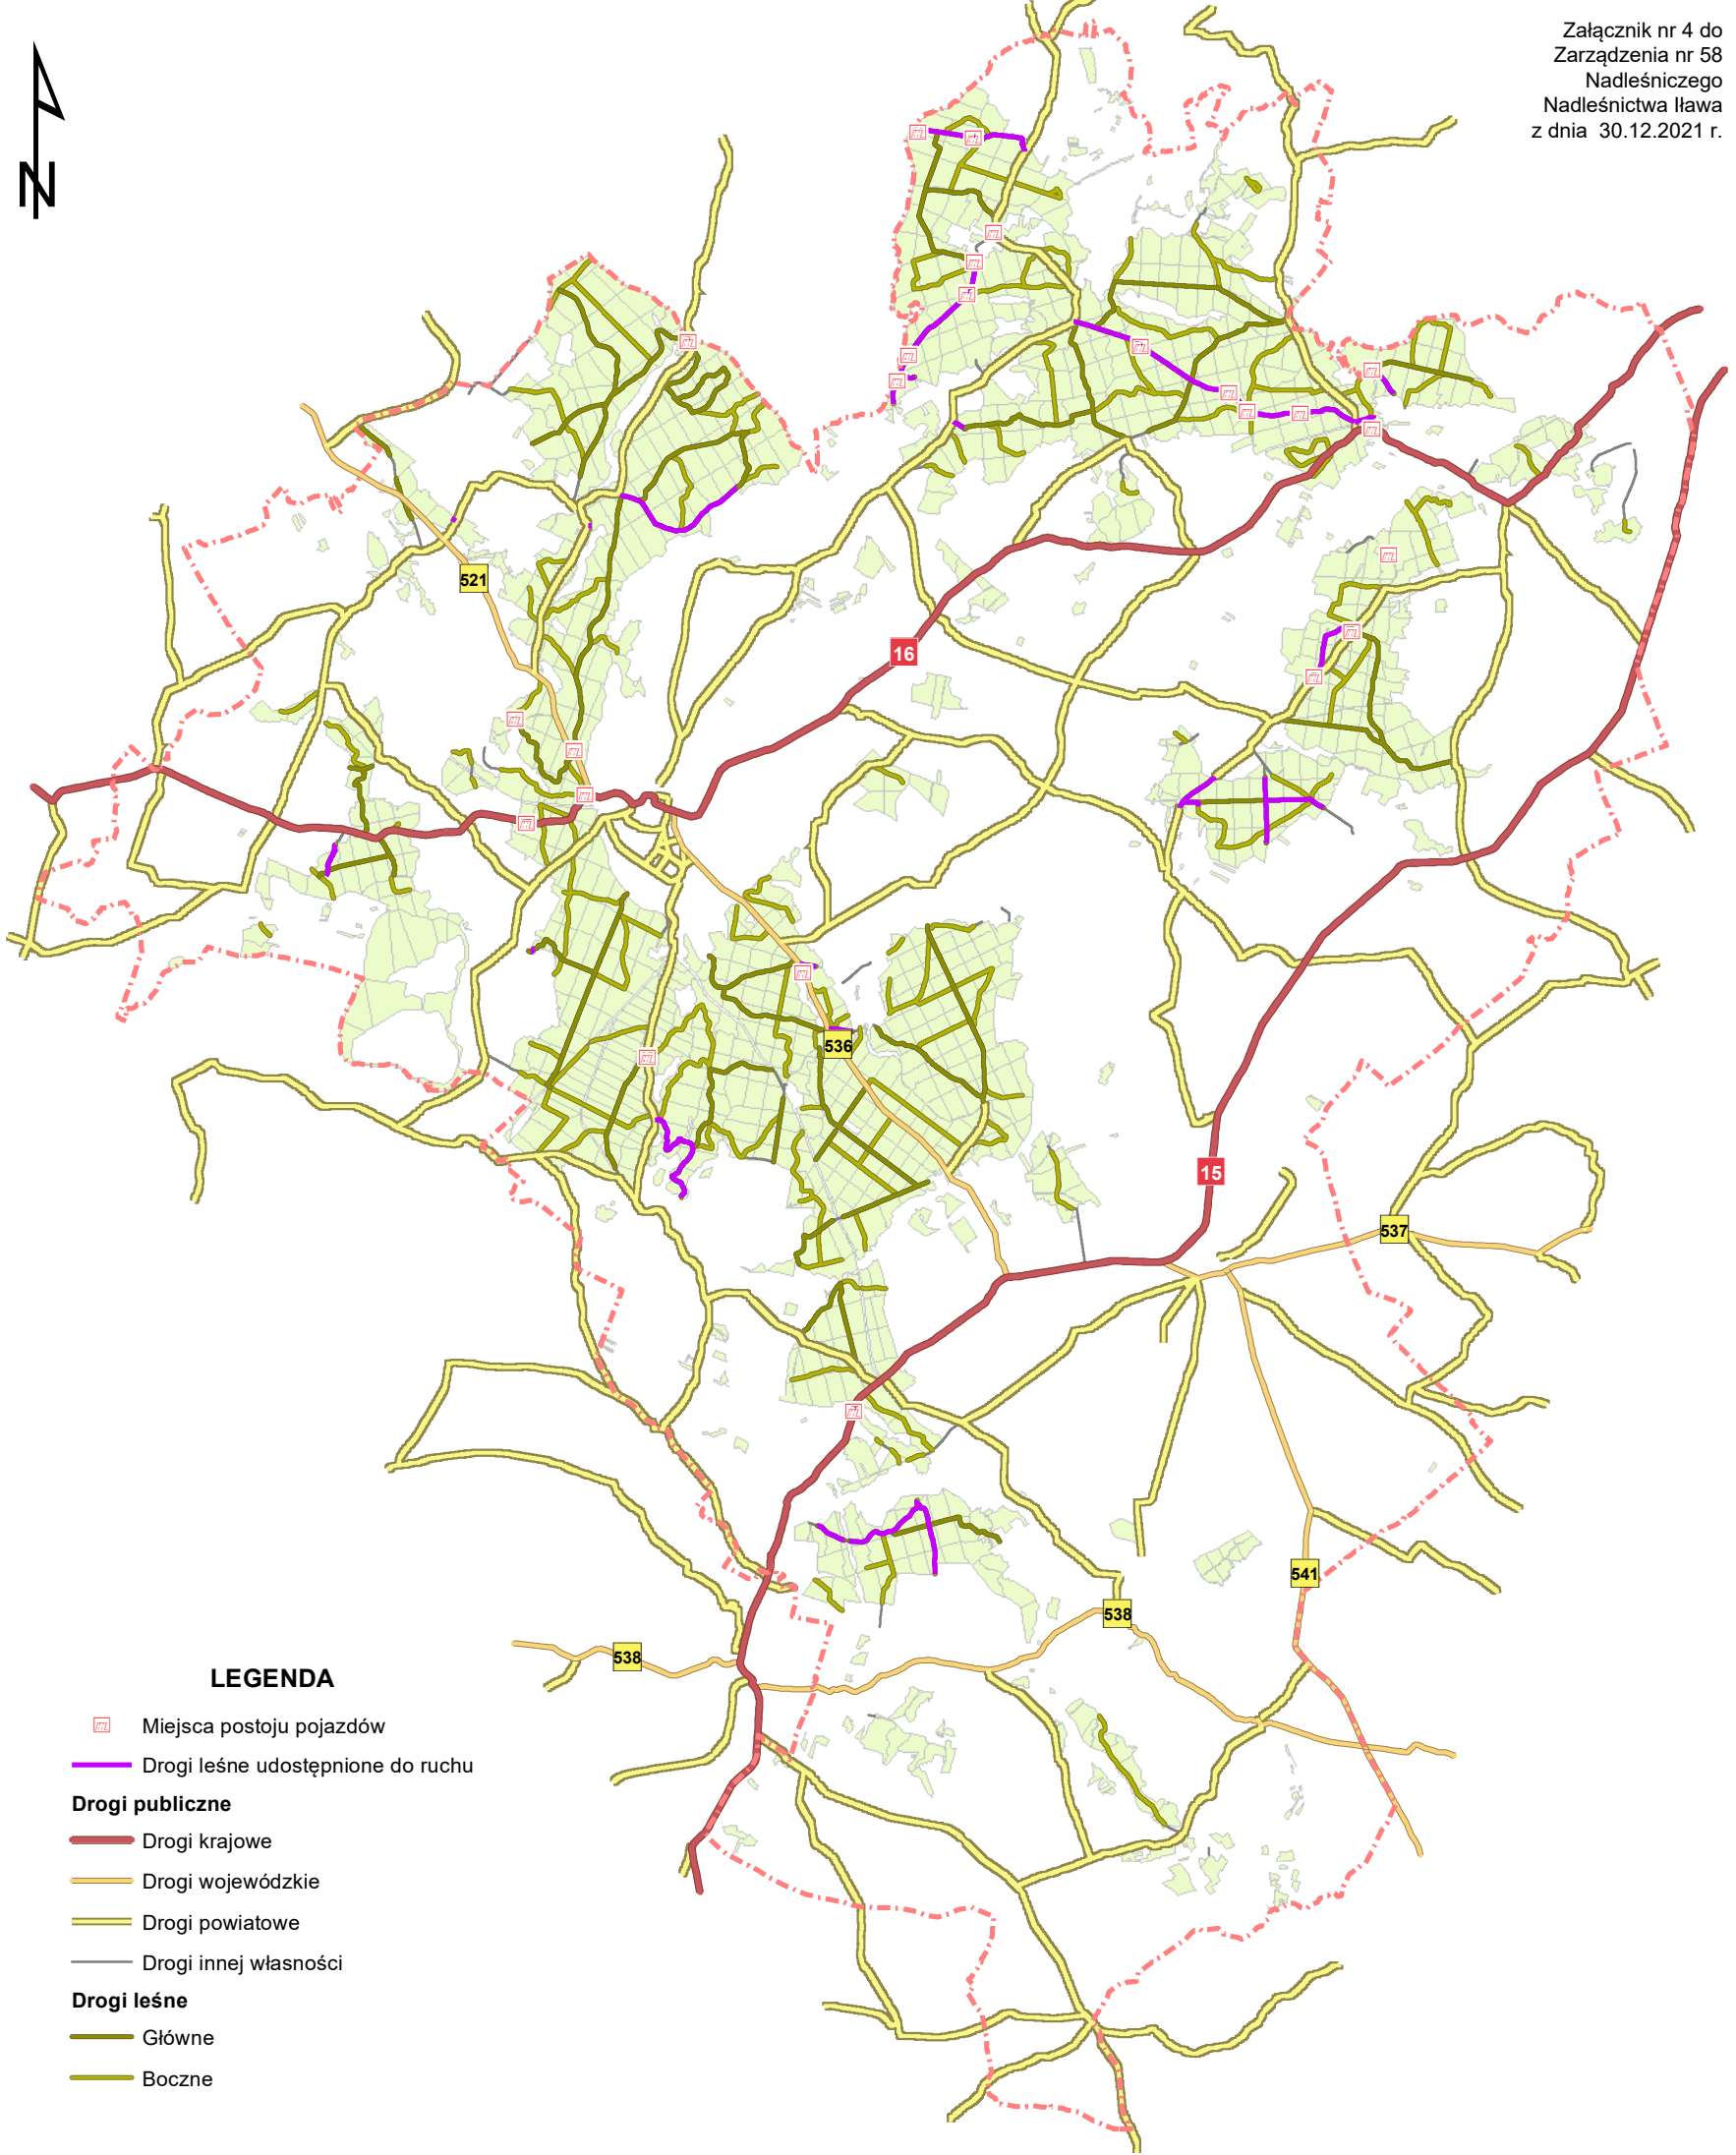 Załącznik nr 4 do
Zarządzenia nr 58
Nadleśniczego
Nadleśnictwa Iława
z dnia 30.12.2021 r.
N
521
16
536
15
537
541
538
538
LEGENDA
Miejsca postoju pojazdów
Drogi leśne udostępnione do ruchu
Drogi publiczne
Drogi krajowe
Drogi wojewódzkie
Drogi powiatowe
Drogi innej własności
Drogi leśne
Główne
Boczne